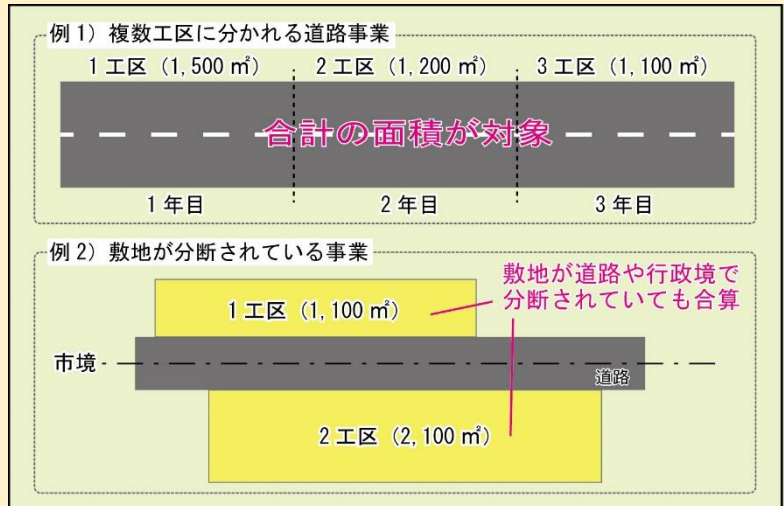 例1）複数工区に分かれる道路事業
1工区（1,500㎡） 2工区（1,200㎡） 3工区（1,100㎡）
合計の面積が対象
1年目 2年目 3年目
例2）敷地が分断されている事業
敷地が道路や行政境で
分断されていても合算
1工区（1,100㎡）
市境
道路
2工区（2,100㎡）